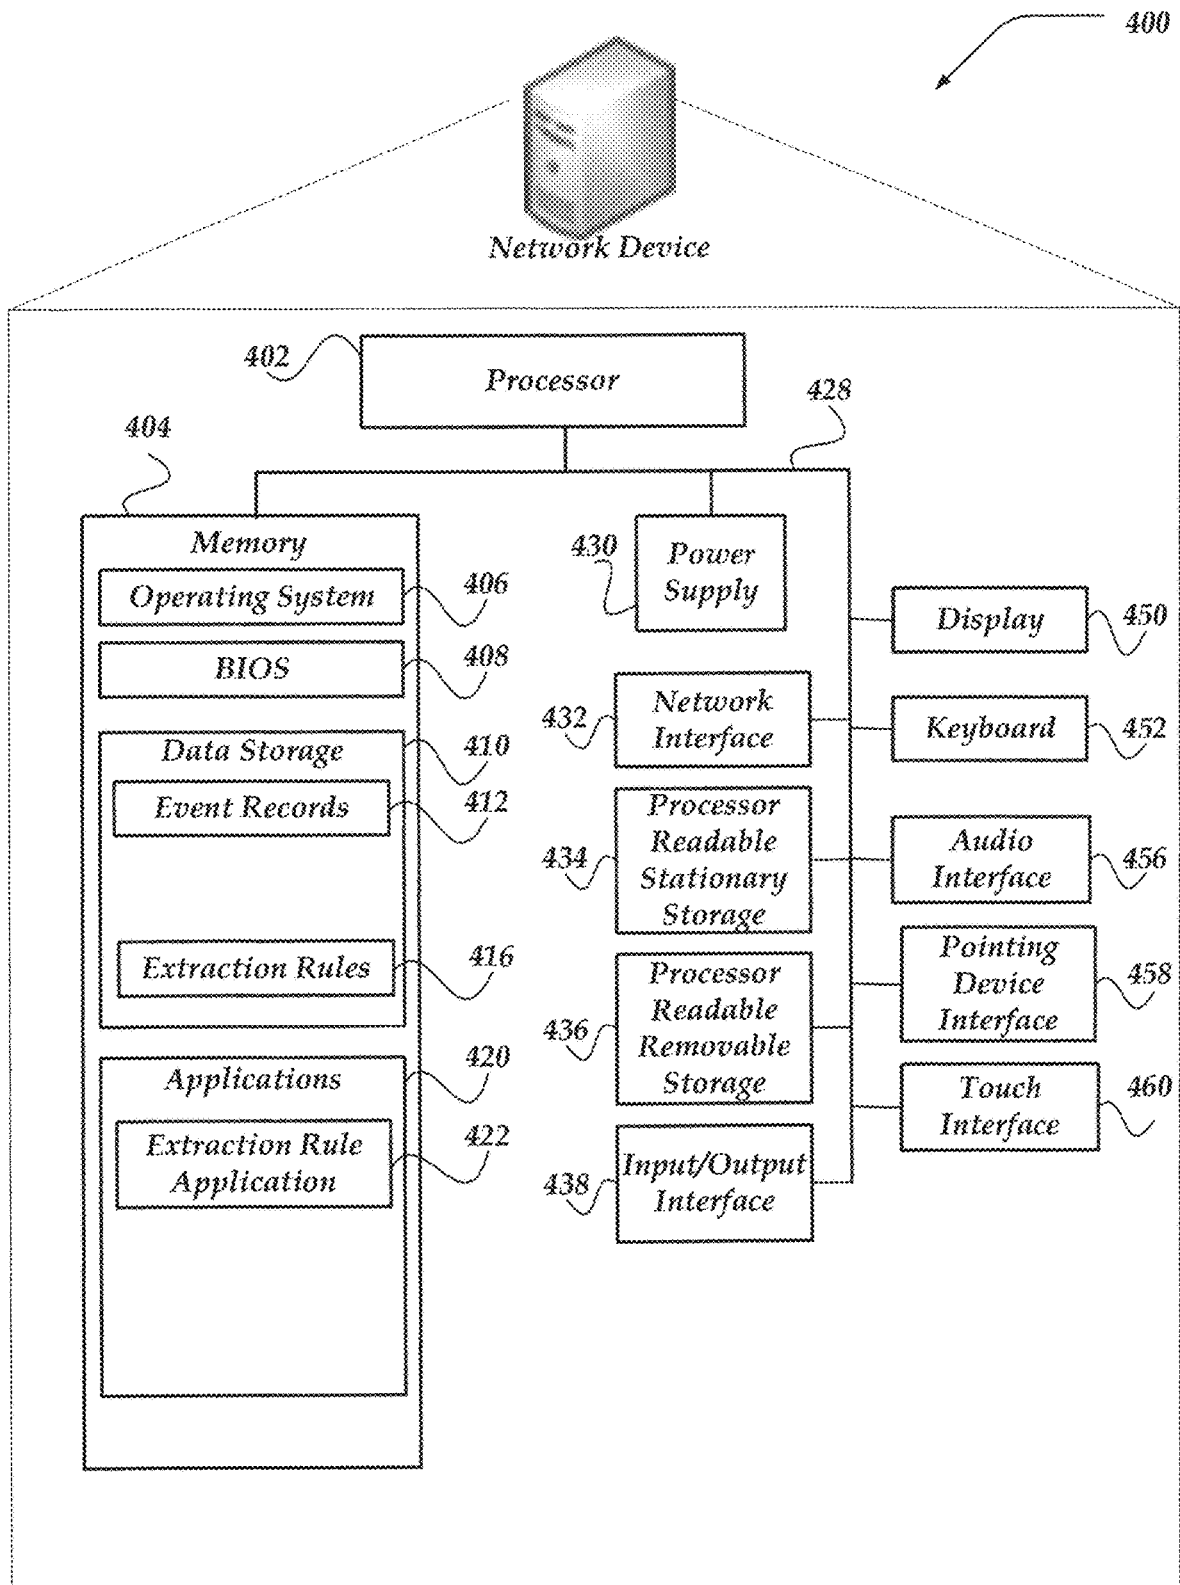 400
Network Device
402
Processor
428
404
Memory
Operating System
406
BIOS
408
Data Storage
410
Event Records
412
Extraction Rules
416
Applications
420
Extraction Rule
Application
422
430
Power
Supply
432
Network
Interface
434
Processor
Readable
Stationary
Storage
436
Processor
Readable
Removable
Storage
438
Input/Output
Interface
Display
450
Keyboard
452
Audio
Interface
456
Pointing
Device
Interface
458
Touch
Interface
460